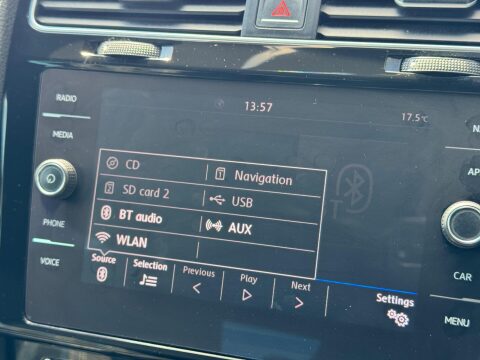 RADIO
13:57
17.5°C
MEDIA
CD
Navigation
SD card 2
USB
BT audio
AUX
WLAN
PHONE
VOICE
Source
Selection
Previous
Play
Next
Settings
CAR
MENU